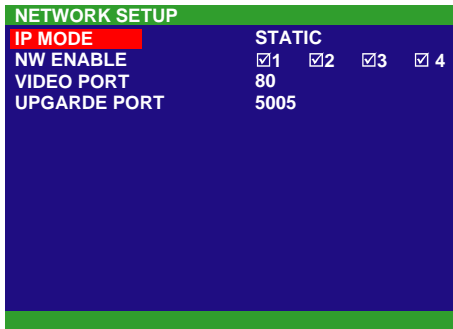 NETWORK SETUP
IP MODE STATIC
NW ENABLE ☑1 ☑2 ☑3 ☑ 4
VIDEO PORT 80
UPGARDE PORT 5005